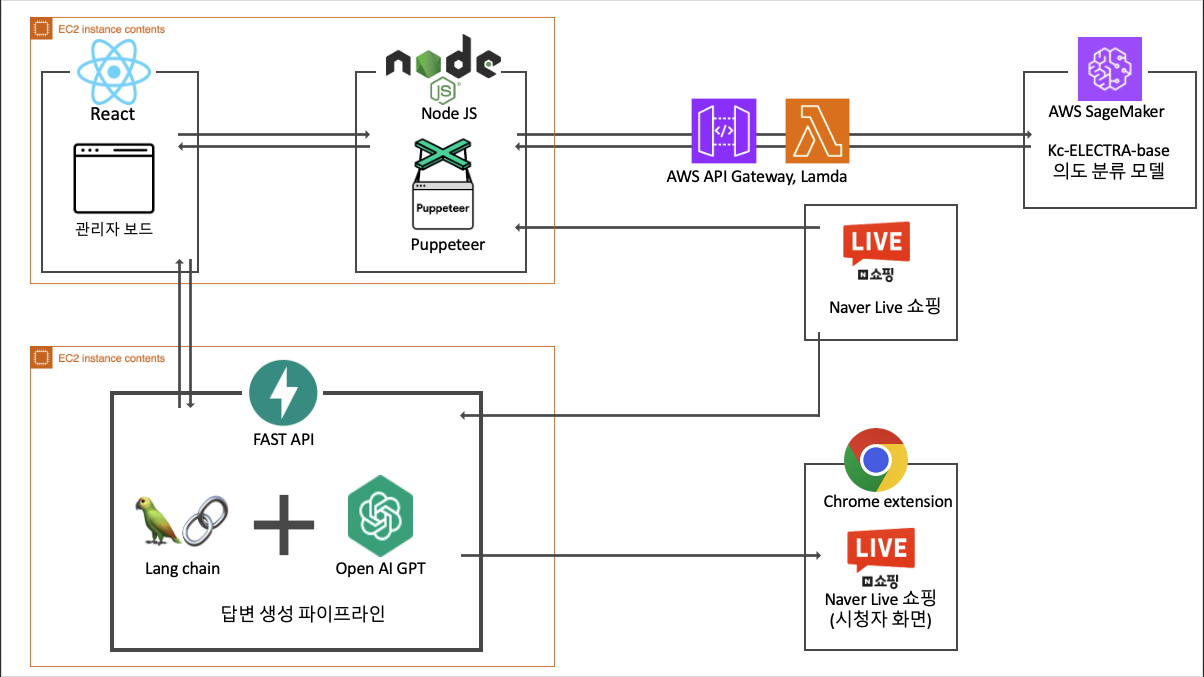 EC2 instance contents
React
관리자 보드
node
JS
Node JS
Puppeteer
Puppeteer
AWS API Gateway, Lamda
AWS SageMaker
Kc-ELECTRA-base
의도 분류 모델
LIVE
N쇼핑
Naver Live 쇼핑
EC2 instance contents
FAST API
Lang chain
Open AI GPT
답변 생성 파이프라인
Chrome extension
LIVE
N쇼핑
Naver Live 쇼핑
(시청자 화면)